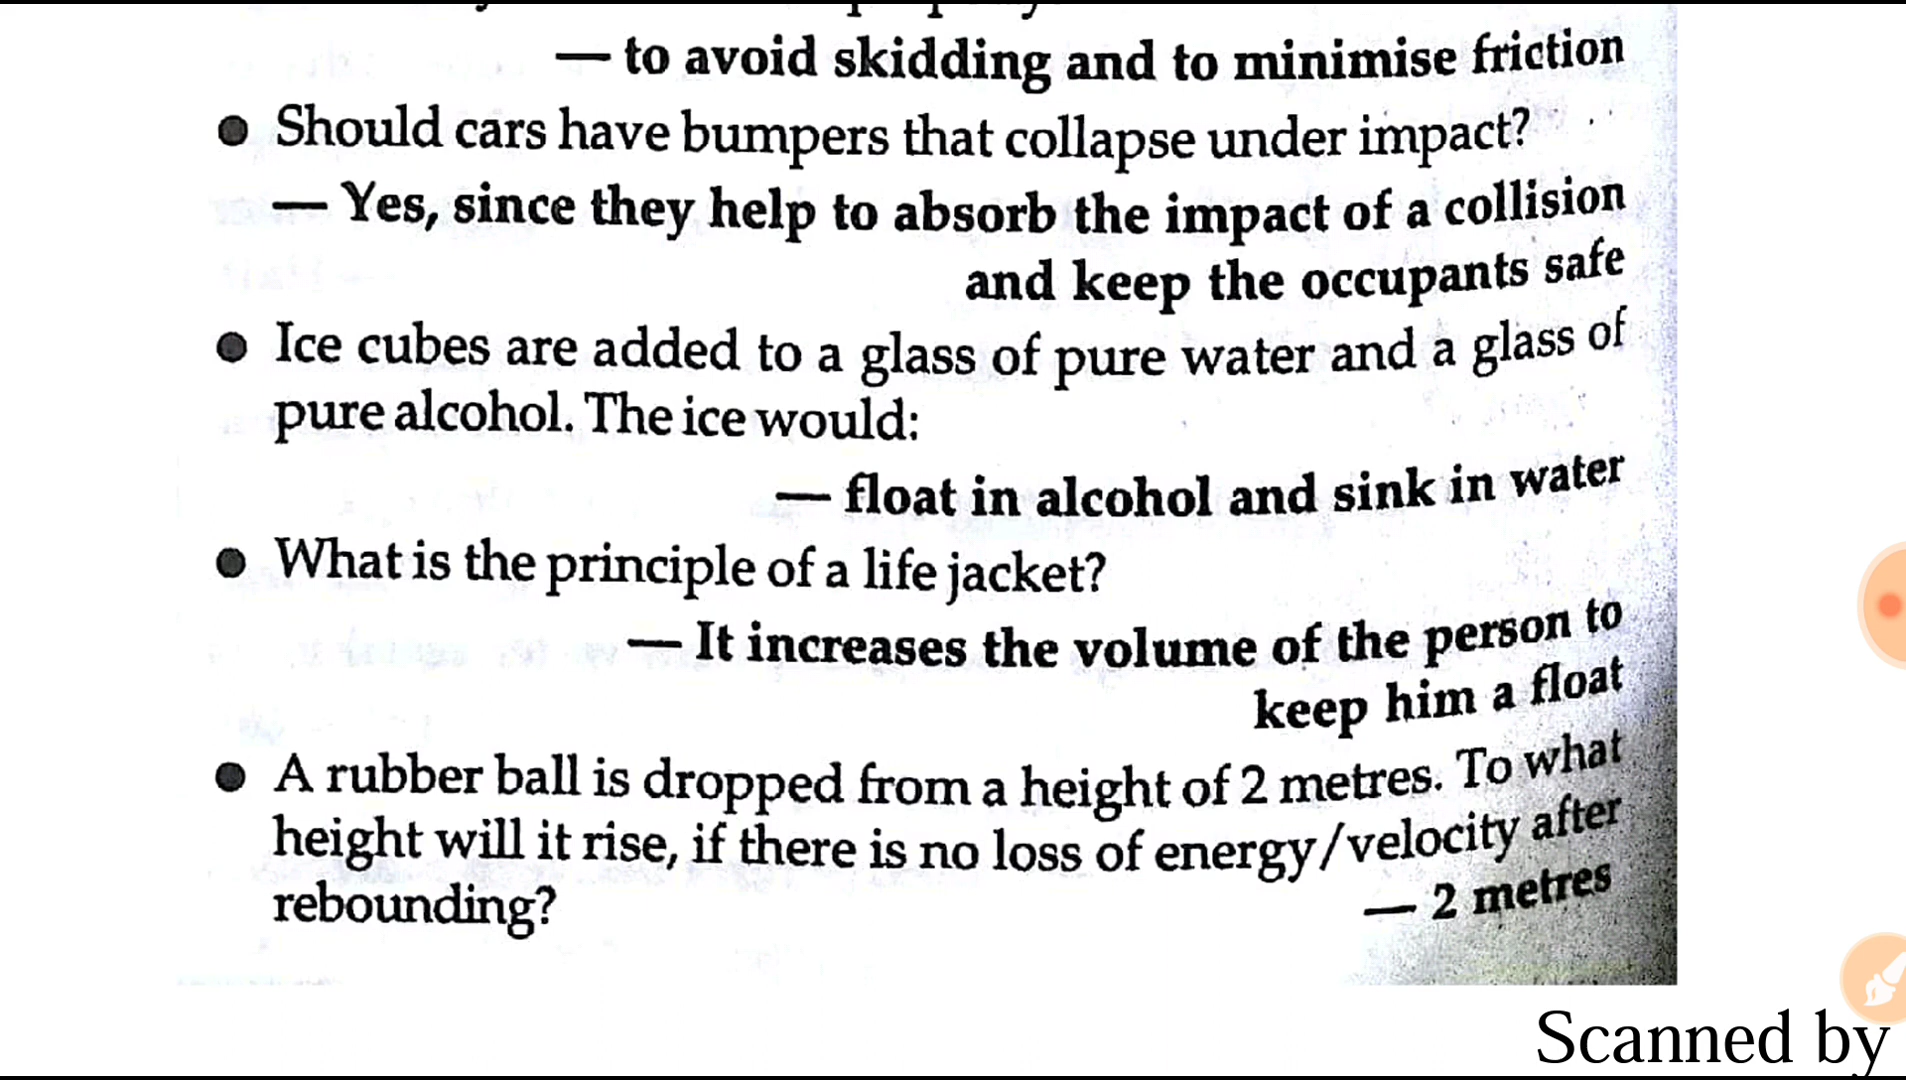 — to avoid skidding and to minimise friction
● Should cars have bumpers that collapse under impact?
— Yes, since they help to absorb the impact of a collision
and keep the occupants safe
● Ice cubes are added to a glass of pure water and a glass of
pure alcohol. The ice would:
— float in alcohol and sink in water
● What is the principle of a life jacket?
— It increases the volume of the person to
keep him a float
● A rubber ball is dropped from a height of 2 metres. To what
height will it rise, if there is no loss of energy/velocity after
rebounding?
— 2 metres
Scanned by